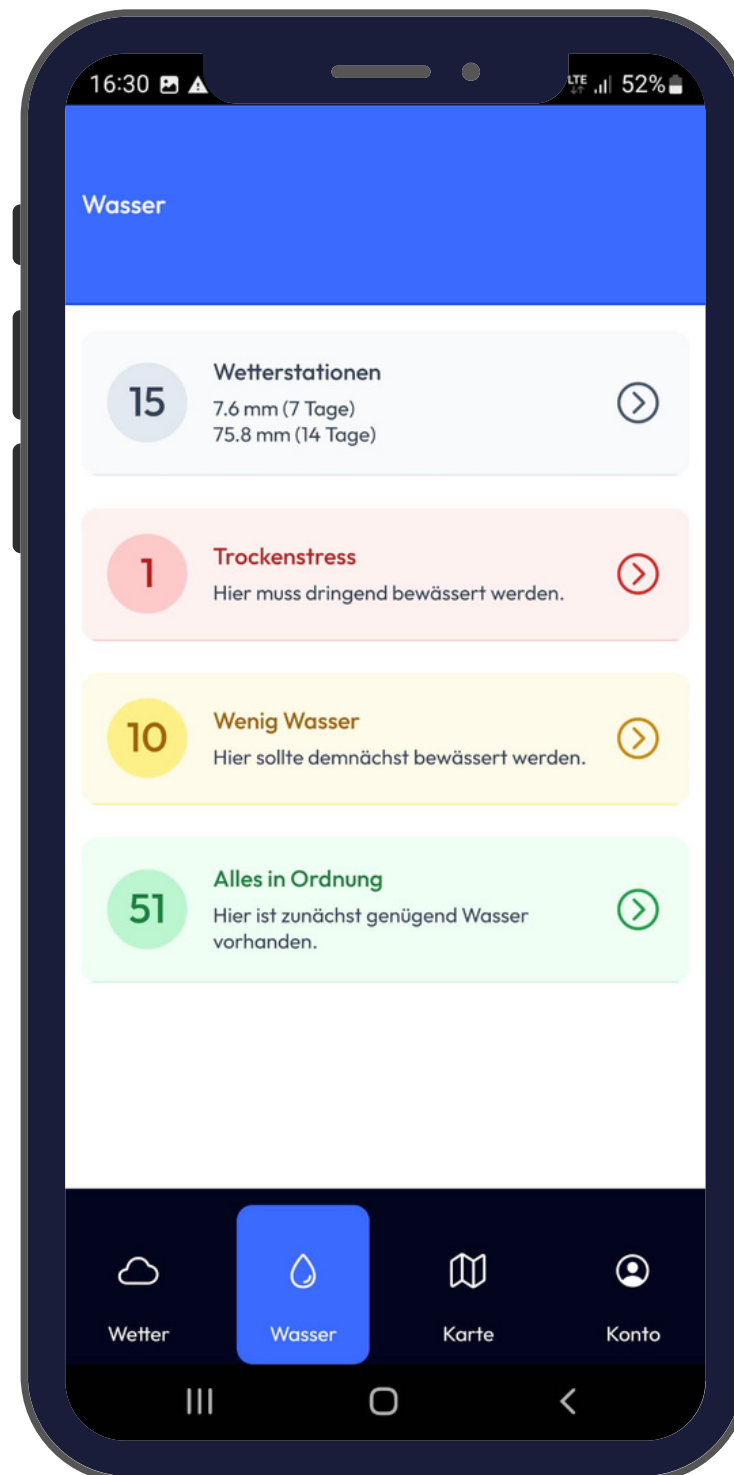 16:30
LTE 52%
Wasser
15
Wetterstationen
7.6 mm (7 Tage)
75.8 mm (14 Tage)
1
Trockenstress
Hier muss dringend bewässert werden.
10
Wenig Wasser
Hier sollte demnächst bewässert werden.
51
Alles in Ordnung
Hier ist zunächst genügend Wasser
vorhanden.
Wetter Wasser Karte Konto